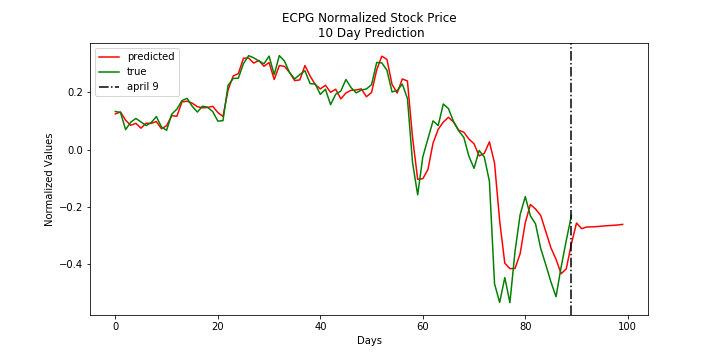 ECPG Normalized Stock Price
10 Day Prediction
predicted
true
april 9
Normalized Values
0.2
0.0
−0.2
−0.4
0
20
40
60
80
100
Days